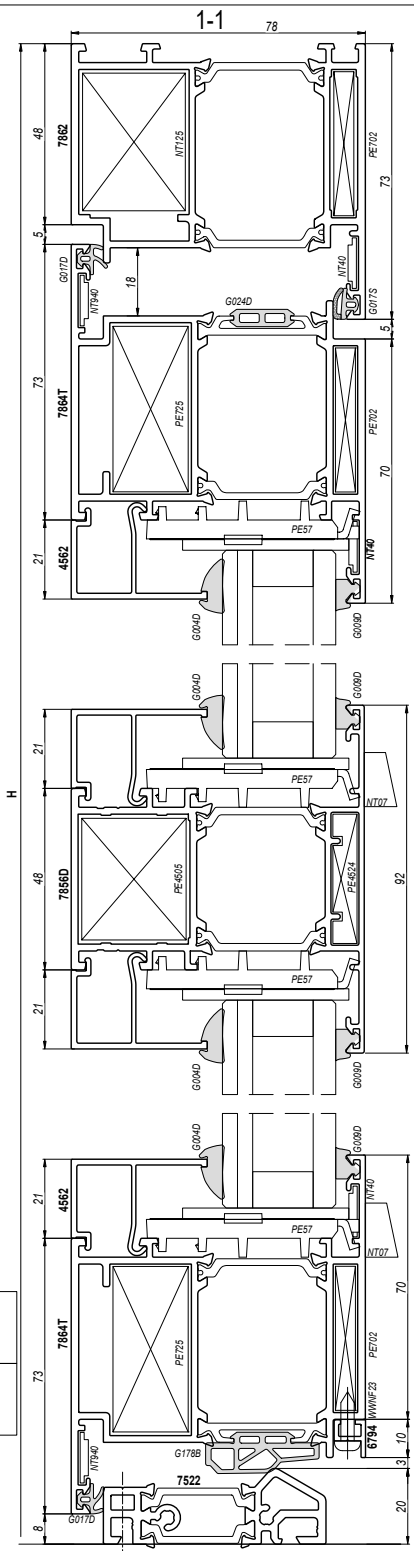 1-1
78
48
7862
NT125
PE702
73
5
G017D
NT940
18
G024D
NT40
G017S
5
73
7864T
PE725
PE702
70
4562
21
PE57
NT40
G004D
G009D
H
G004D
G009D
21
PE57
NT07
48
7856D
PE4505
PE4524
92
21
PE57
G004D
G009D
G004D
G009D
4562
21
NT40
PE57
NT07
73
7864T
PE725
PE702
70
WWNIF23
6794
10
G178B
3
NT940
7522
G017D
8
20